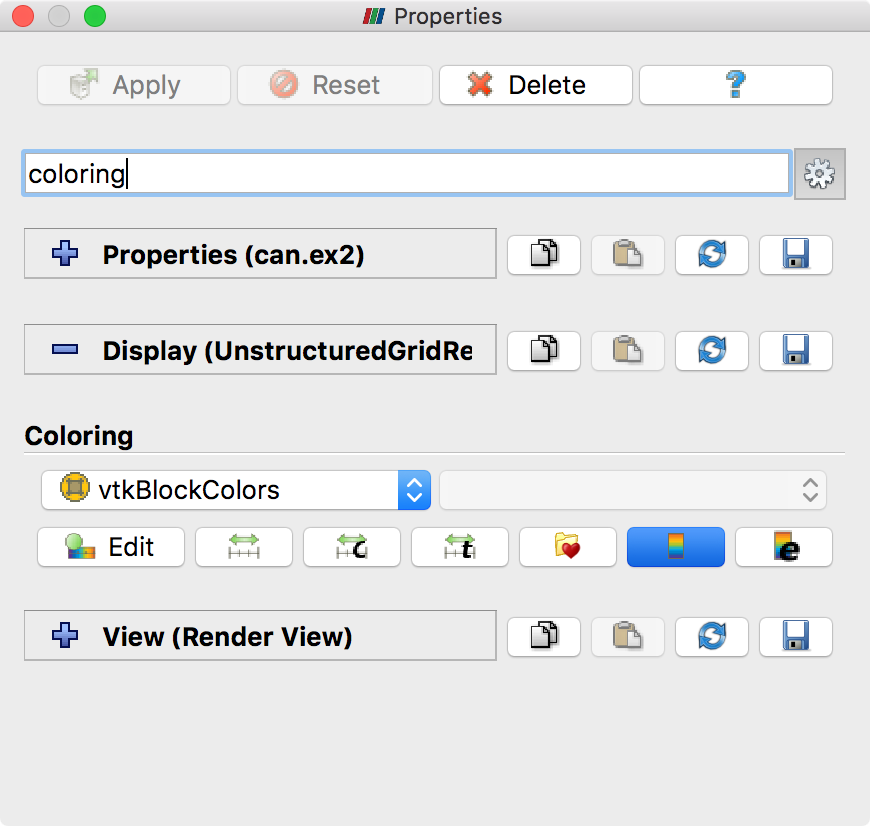 Properties
Apply
Reset
Delete
?
coloring
Properties (can.ex2)
Display (UnstructuredGridRe
Coloring
vtkBlockColors
Edit
c
t
e
View (Render View)